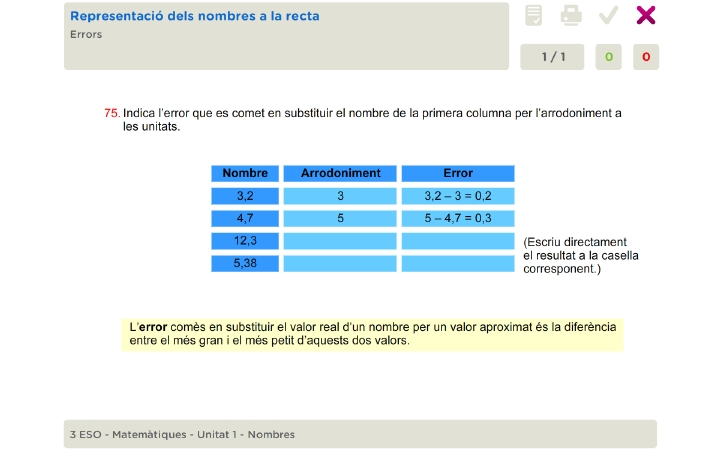 Representació dels nombres a la recta
Errors
1 / 1 0 0
75. Indica l'error que es comet en substituir el nombre de la primera columna per l'arrodoniment a
les unitats.
Nombre Arrodoniment Error
3,2 3 3,2 – 3 = 0,2
4,7 5 5 – 4,7 = 0,3
12,3
5,38
(Escriu directament
el resultat a la casella
corresponent.)
L'error comès en substituir el valor real d'un nombre per un valor aproximat és la diferència
entre el més gran i el més petit d'aquests dos valors.
3 ESO - Matemàtiques - Unitat 1 - Nombres